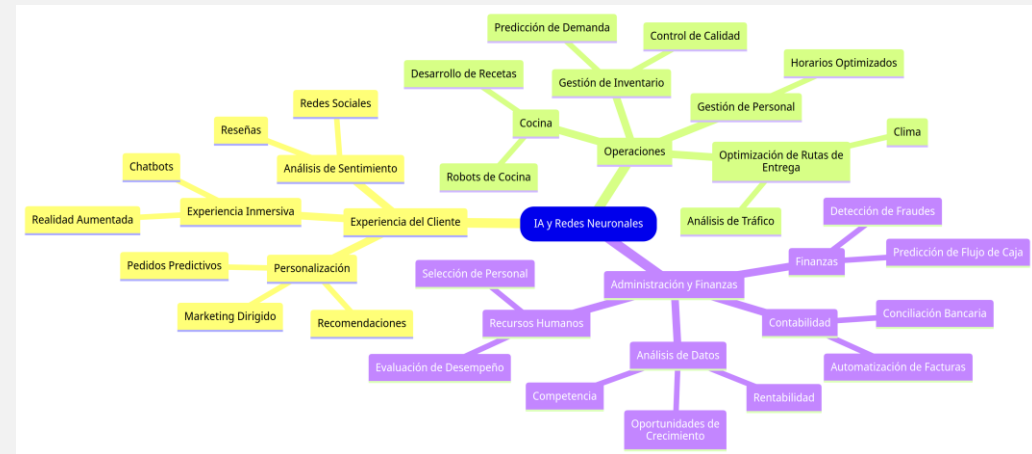 Predicción de Demanda
Control de Calidad
Horarios Optimizados
Desarrollo de Recetas
Gestión de Inventario
Redes Sociales
Gestión de Personal
Cocina
Reseñas
Clima
Operaciones
Optimización de Rutas de
Entrega
Chatbots
Análisis de Sentimiento
Robots de Cocina
Realidad Aumentada
Experiencia Inmersiva
Experiencia del Cliente
IA y Redes Neuronales
Análisis de Tráfico
Detección de Fraudes
Pedidos Predictivos
Personalización
Selección de Personal
Administración y Finanzas
Finanzas
Predicción de Flujo de Caja
Marketing Dirigido
Recomendaciones
Recursos Humanos
Contabilidad
Conciliación Bancaria
Evaluación de Desempeño
Análisis de Datos
Automatización de Facturas
Competencia
Rentabilidad
Oportunidades de
Crecimiento